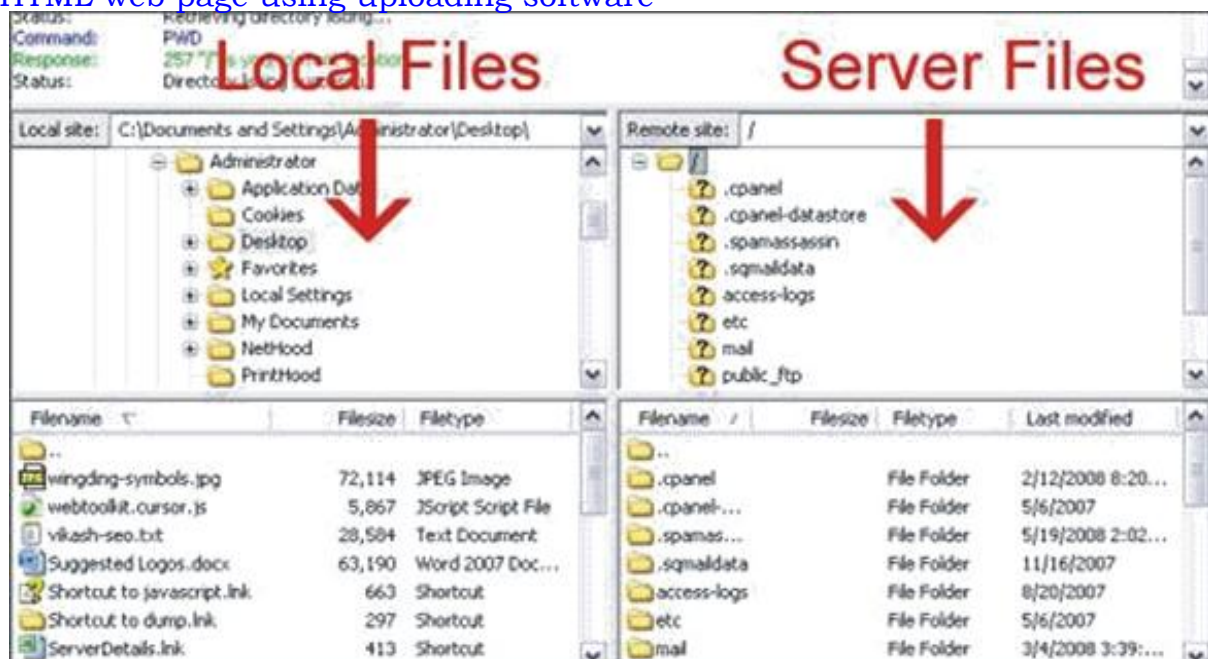 HTML web page using uploading software
Status: Retrieving directory listing...
Command: PWD
Response: 257 "/"
Status: Directory
Local Files
Server Files
Local site: C:\Documents and Settings\Administrator\Desktop\
Administrator
Application Data
Cookies
Desktop
Favorites
Local Settings
My Documents
NetHood
PrintHood
Remote site: /
/
.cpanel
.cpanel-datastore
.spamassassin
.sqmaildata
access-logs
etc
mail
public_ftp
Filename Filesize Filetype
..
wingding-symbols.jpg 72,114 JPEG Image
webtoolkit.cursor.js 5,867 JScript Script File
vikash-seo.txt 28,584 Text Document
Suggested Logos.docx 63,190 Word 2007 Doc...
Shortcut to javascript.lnk 663 Shortcut
Shortcut to dump.lnk 297 Shortcut
ServerDetails.lnk 413 Shortcut
Filename / Filesize Filetype Last modified
..
.cpanel File Folder 2/12/2008 8:20...
.cpanel-... File Folder 5/6/2007
.spamas... File Folder 5/19/2008 2:02...
.sqmaildata File Folder 11/16/2007
access-logs File Folder 8/20/2007
etc File Folder 5/6/2007
mail File Folder 3/4/2008 3:39:...